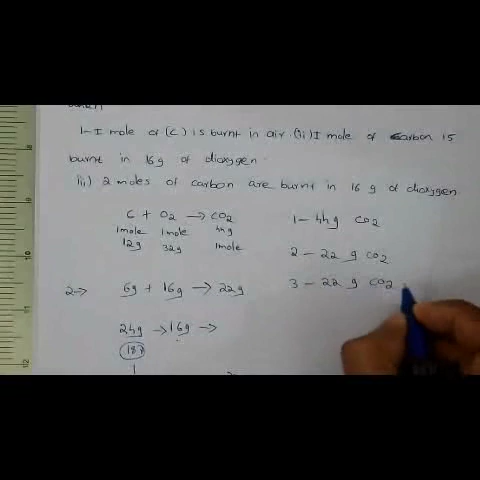 1-I mole of (C) is burnt in air (ii) I mole of carbon is
burnt in 16g of dioxygen.
iii) 2 moles of carbon are burnt in 16 g of dioxygen
C + O2 → CO2
1mole 1mole 44g
12g 32g 1mole
2→ 6g + 16g → 22g
24g → 16g →
1 - 44g CO2
2 - 22 g CO2
3 - 22 g CO2